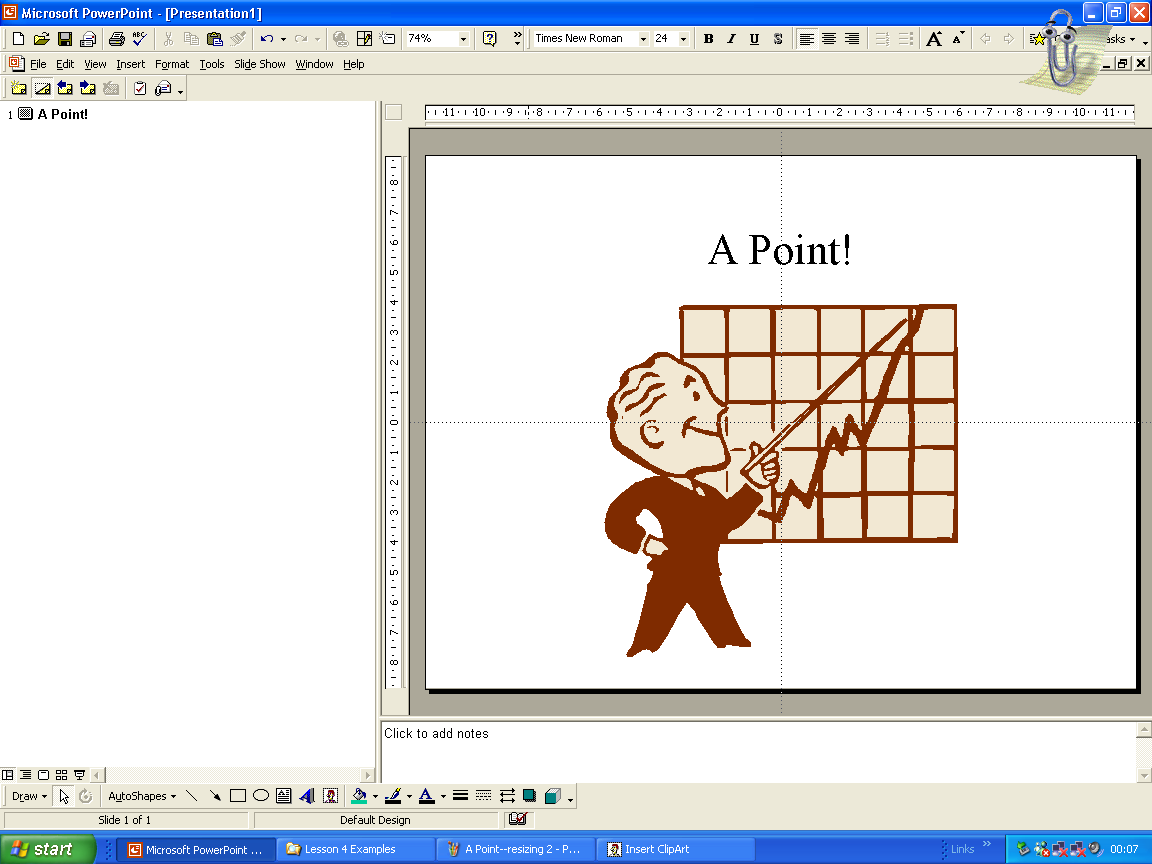 Microsoft PowerPoint - [Presentation1]
74%
Times New Roman
24
B I U S
A A
asks
File Edit View Insert Format Tools Slide Show Window Help
1 A Point!
11 10 9 8 7 6 5 4 3 2 1 0 1 2 3 4 5 6 7 8 9 10 11
8 7 6 5 4 3 2 1 0 1 2 3 4 5 6 7 8
A Point!
Click to add notes
Draw AutoShapes
Slide 1 of 1 Default Design
start Microsoft PowerPoint ... Lesson 4 Examples A Point--resizing 2 - P... Insert ClipArt Links 00:07